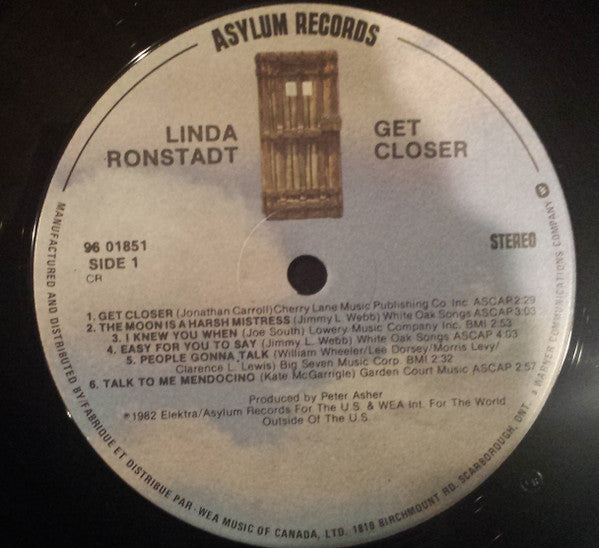 ASYLUM RECORDS
LINDA
RONSTADT
GET
CLOSER
96 01851
SIDE 1
CR
STEREO
1. GET CLOSER (Jonathan Carroll) Cherry Lane Music Publishing Co. Inc. ASCAP 2:29
2. THE MOON IS A HARSH MISTRESS (Jimmy L. Webb) White Oak Songs ASCAP 3:03
3. I KNEW YOU WHEN (Joe South) Lowery Music Company Inc. BMI 2:53
4. EASY FOR YOU TO SAY (Jimmy L. Webb) White Oak Songs ASCAP 4:03
5. PEOPLE GONNA TALK (William Wheeler/Lee Dorsey/Morris Levy/
Clarence L. Lewis) Big Seven Music Corp. BMI 2:32
6. TALK TO ME MENDOCINO (Kate McGarrigle) Garden Court Music ASCAP 2:57
Produced by Peter Asher
℗1982 Elektra/Asylum Records For The U.S. & WEA Int. For The World
Outside Of The U.S.
MANUFACTURED AND DISTRIBUTED BY/FABRIQUE ET DISTRIBUE PAR-WEA MUSIC OF CANADA, LTD. 1810 BIRCHMOUNT RD. SCARBOROUGH, ONT. A WARNER COMMUNICATIONS COMPANY